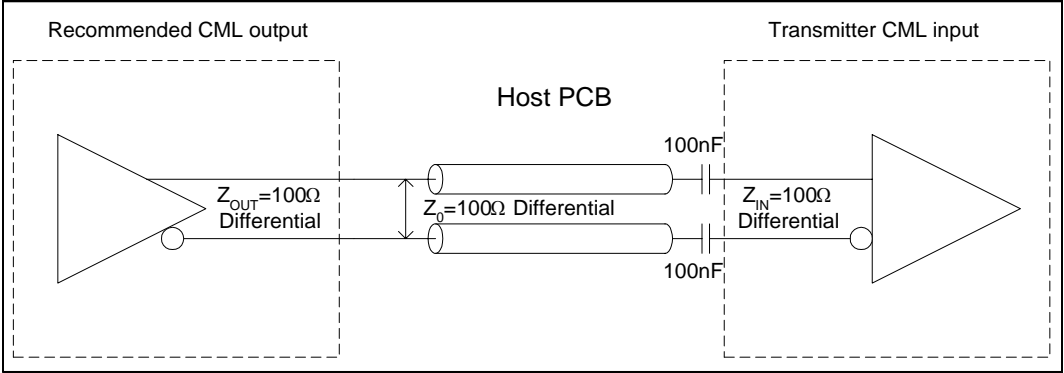 Recommended CML output
Transmitter CML input
Host PCB
100nF
Z_OUT=100Ω
Differential
Z_0=100Ω Differential
Z_IN=100Ω
Differential
100nF